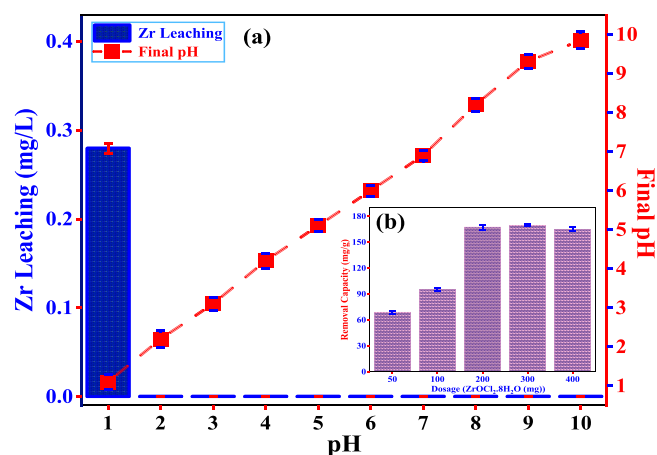 Zr Leaching
Final pH
(a)
Zr Leaching (mg/L)
0.4
0.3
0.2
0.1
0.0
1 2 3 4 5 6 7 8 9 10
pH
10
9
8
7
6
5
4
3
2
1
Final pH
(b)
Removal Capacity (mg/g)
180
150
120
90
60
30
0
50 100 200 300 400
Dosage (ZrOCl2.8H2O (mg))